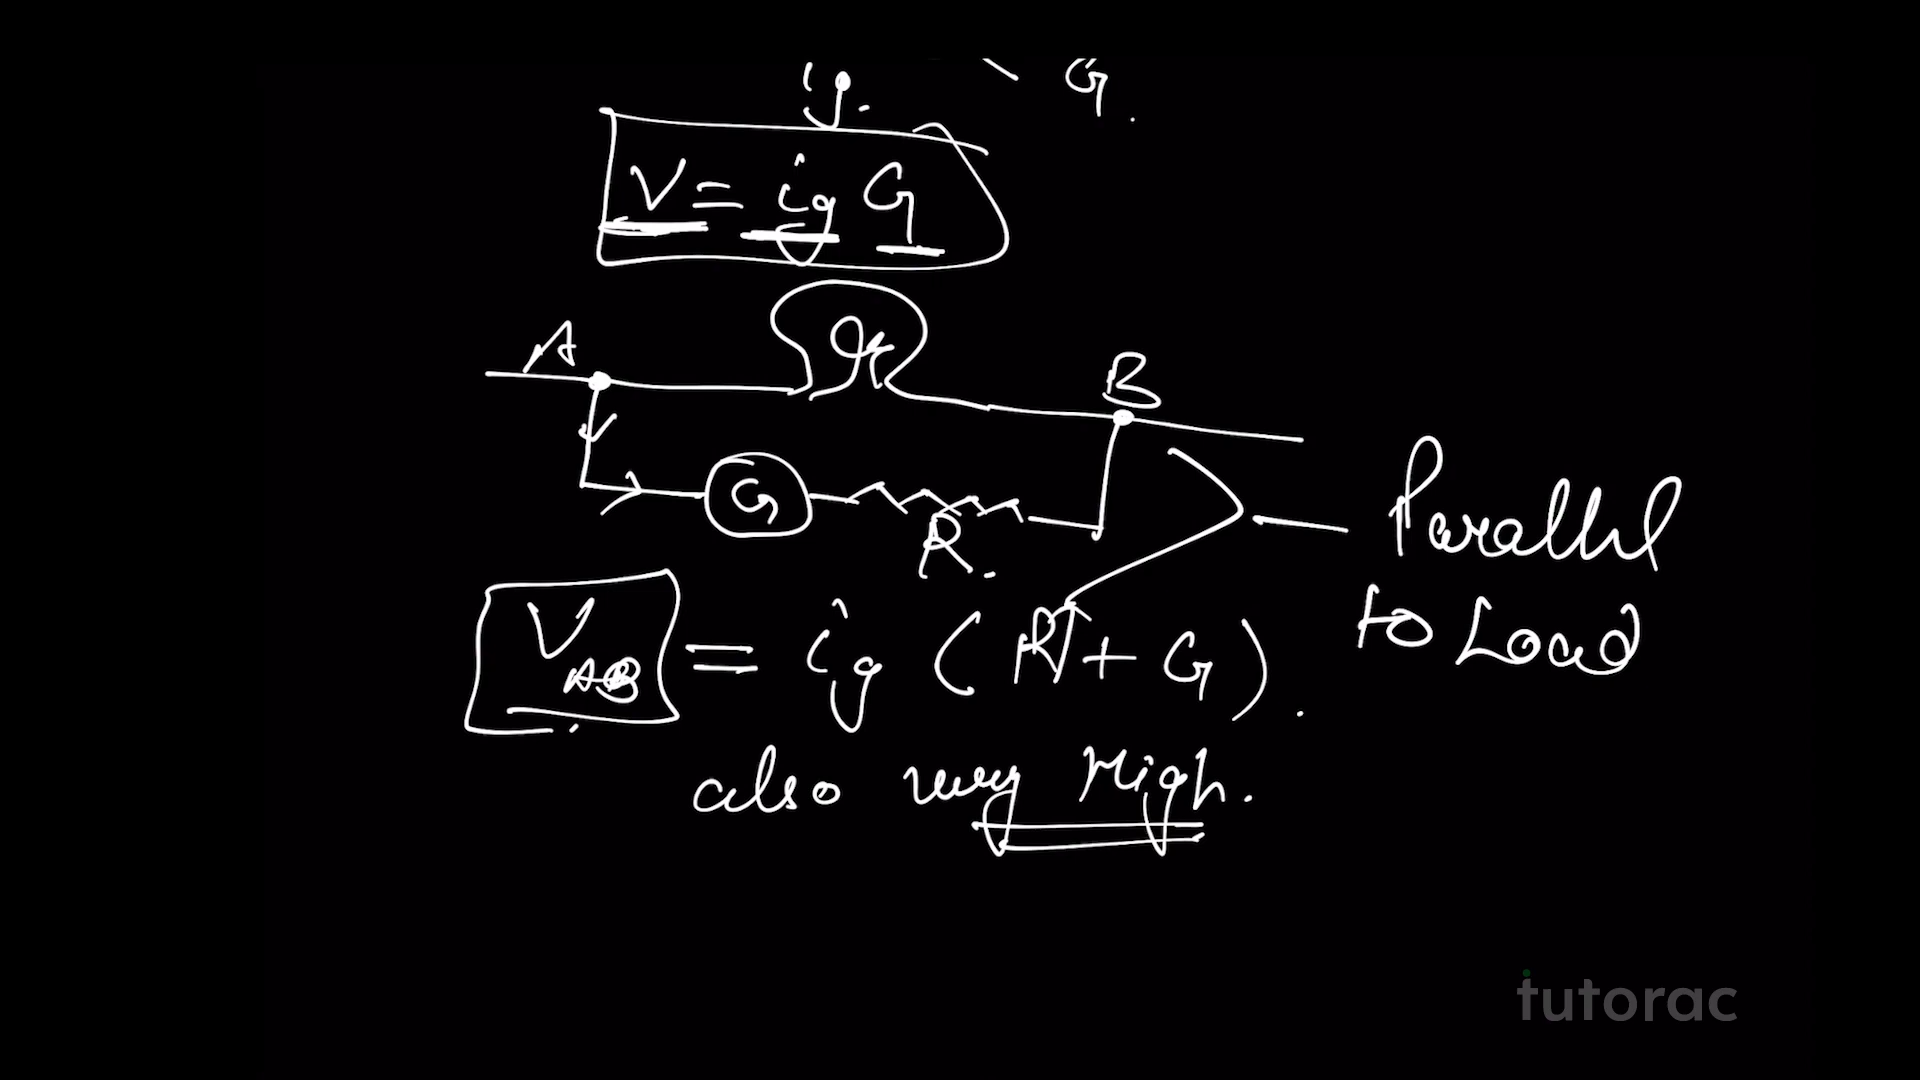 ig.
G.
V = ig G
A
B
G
R.
Parallel
to Load
VAB = ig (R + G).
also very High.
tutorac